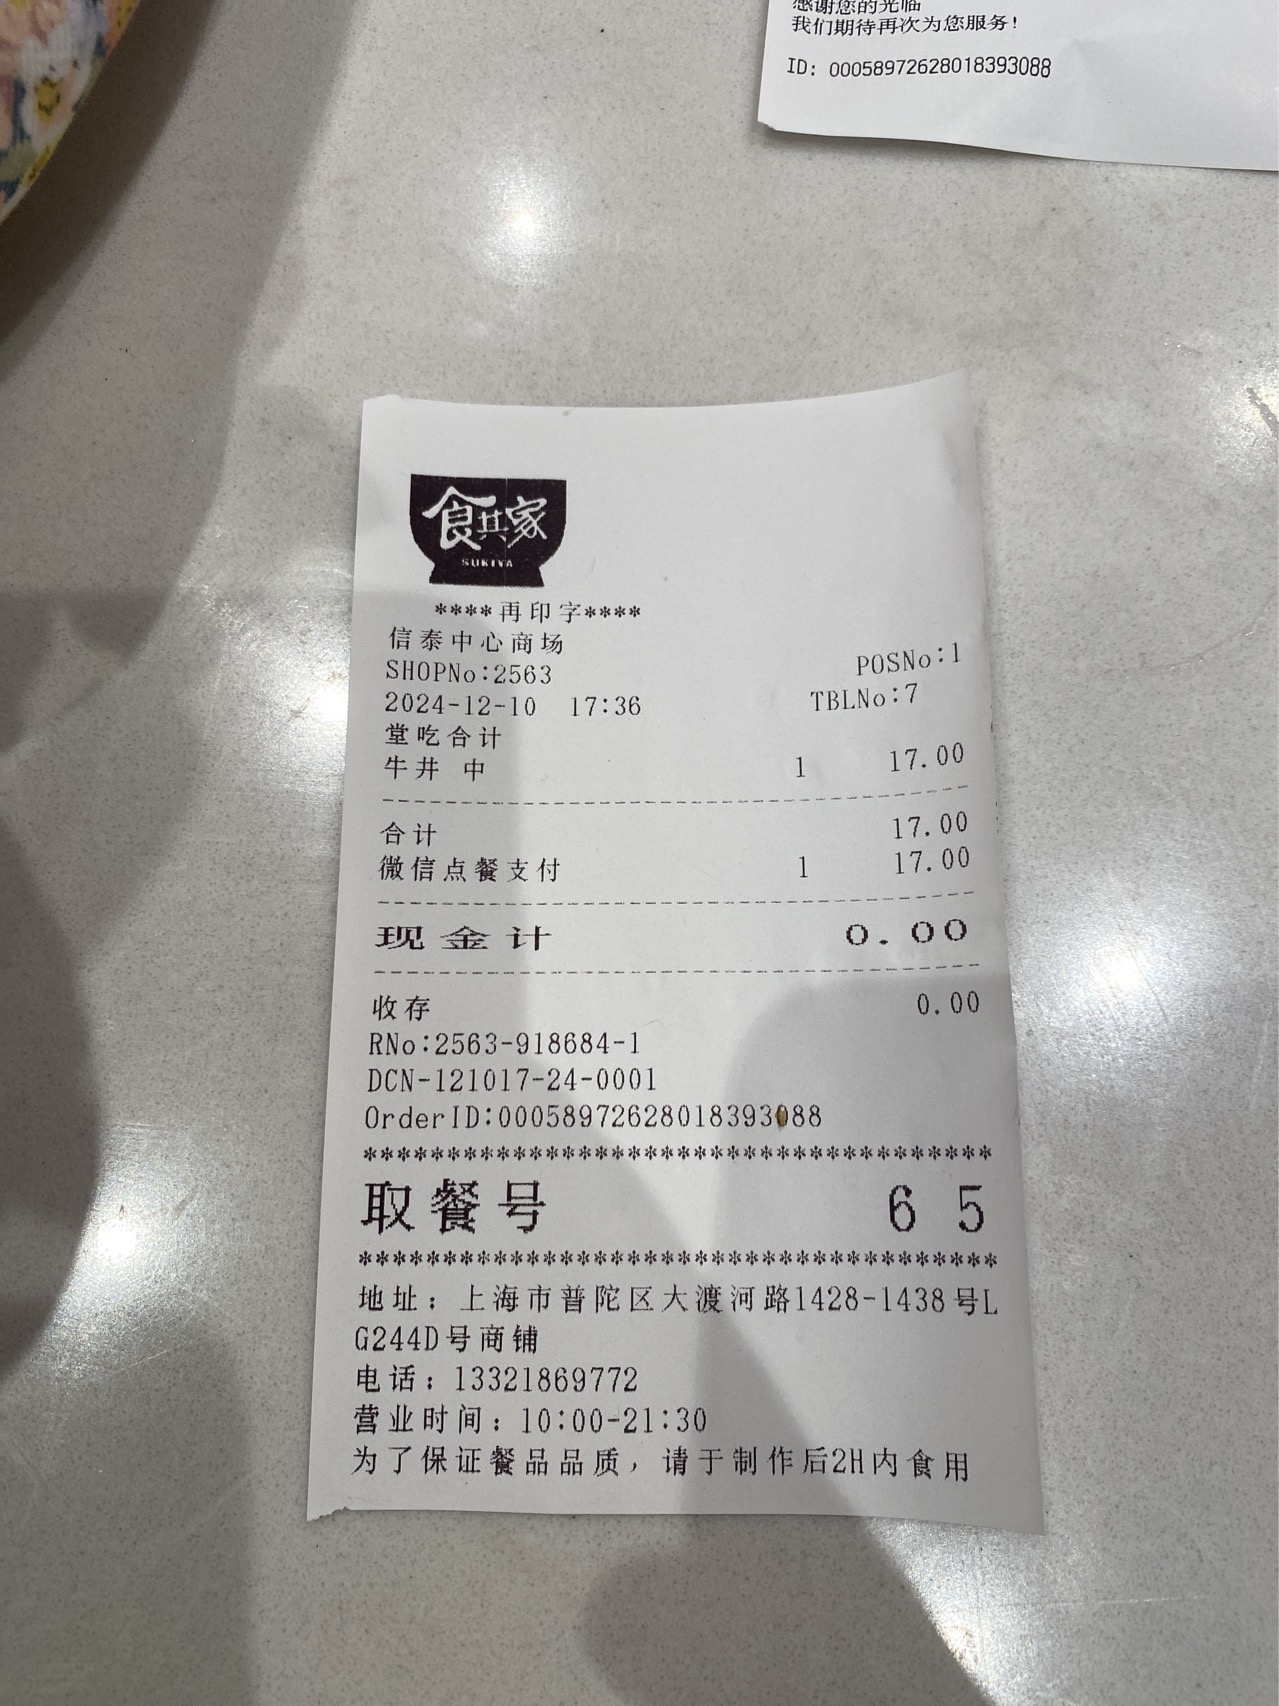 感谢您的光临
我们期待再次为您服务!
ID: 00058972628018393088
食其家
SUKIYA
****再印字****
信泰中心商场
SHOPNo:2563 POSNo:1
2024-12-10 17:36 TBLNo:7
堂吃合计
牛丼 中 1 17.00
合计 17.00
微信点餐支付 1 17.00
现金计 0.00
收存 0.00
RNo:2563-918684-1
DCN-121017-24-0001
OrderID:00058972628018393088
**************************************
取餐号 65
**************************************
地址：上海市普陀区大渡河路1428-1438号L
G244D号商铺
电话：13321869772
营业时间：10:00-21:30
为了保证餐品品质，请于制作后2H内食用